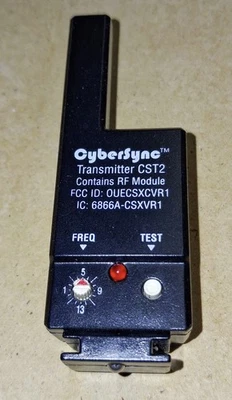 CyberSync™
Transmitter CST2
Contains RF Module
FCC ID: OUECSXCVR1
IC: 6866A-CSXVR1
FREQ TEST
5
1 9
13